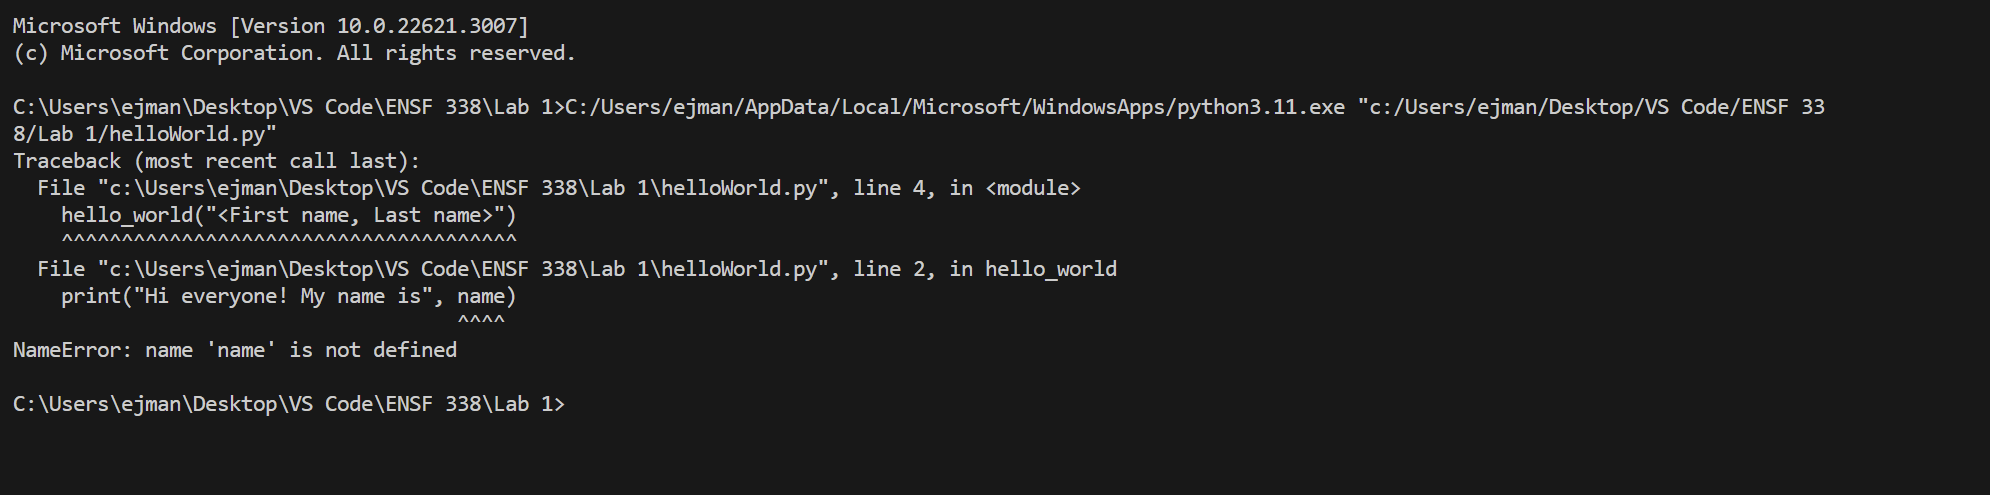 Microsoft Windows [Version 10.0.22621.3007]
(c) Microsoft Corporation. All rights reserved.
C:\Users\ejman\Desktop\VS Code\ENSF 338\Lab 1>C:/Users/ejman/AppData/Local/Microsoft/WindowsApps/python3.11.exe "c:/Users/ejman/Desktop/VS Code/ENSF 33
8/Lab 1/helloWorld.py"
Traceback (most recent call last):
  File "c:\Users\ejman\Desktop\VS Code\ENSF 338\Lab 1\helloWorld.py", line 4, in <module>
    hello_world("<First name, Last name>")
    ^^^^^^^^^^^^^^^^^^^^^^^^^^^^^^^^^^^^^^
  File "c:\Users\ejman\Desktop\VS Code\ENSF 338\Lab 1\helloWorld.py", line 2, in hello_world
    print("Hi everyone! My name is", name)
                                     ^^^^
NameError: name 'name' is not defined
C:\Users\ejman\Desktop\VS Code\ENSF 338\Lab 1>